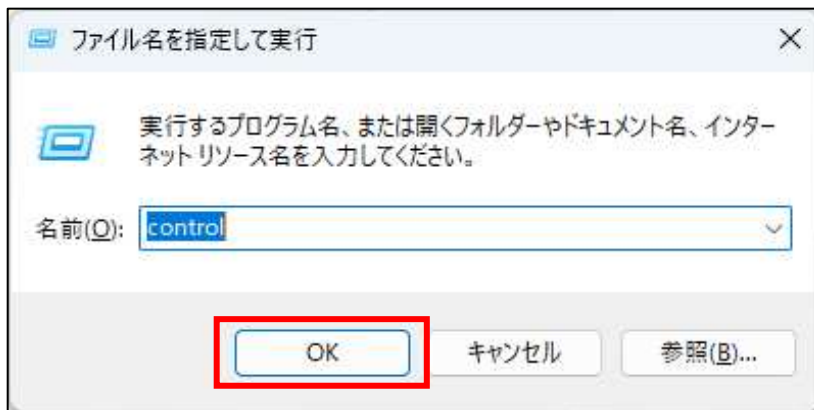 ファイル名を指定して実行
実行するプログラム名、または開くフォルダーやドキュメント名、インター
ネット リソース名を入力してください。
名前(O): control
OK キャンセル 参照(B)...